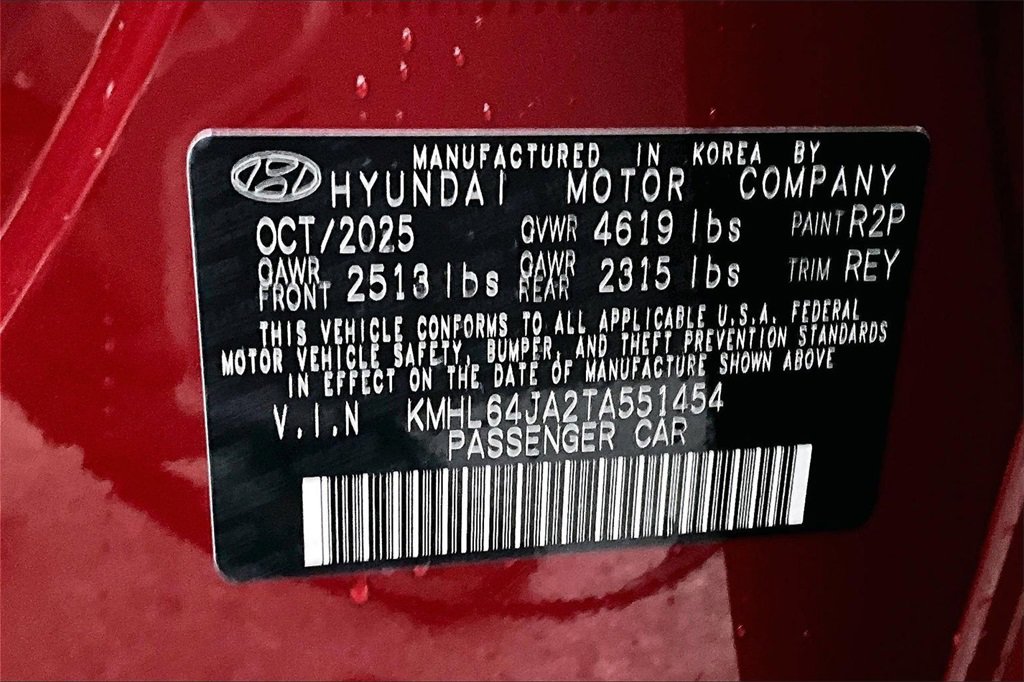 MANUFACTURED IN KOREA BY
HYUNDAI MOTOR COMPANY
OCT/2025 GVWR 4619 lbs PAINT R2P
GAWR FRONT 2513 lbs GAWR REAR 2315 lbs TRIM REY
THIS VEHICLE CONFORMS TO ALL APPLICABLE U.S.A. FEDERAL
MOTOR VEHICLE SAFETY, BUMPER, AND THEFT PREVENTION STANDARDS
IN EFFECT ON THE DATE OF MANUFACTURE SHOWN ABOVE
V.I.N KMHL64JA2TA551454
PASSENGER CAR